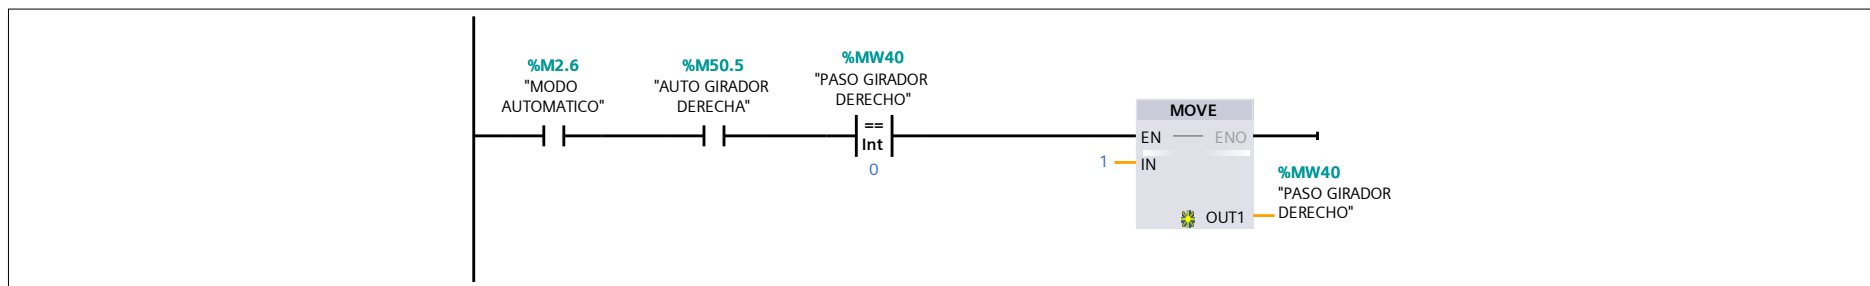 %M2.6
"MODO
AUTOMATICO"
%M50.5
"AUTO GIRADOR
DERECHA"
%MW40
"PASO GIRADOR
DERECHO"
==
Int
0
MOVE
EN
ENO
1
IN
OUT1
%MW40
"PASO GIRADOR
DERECHO"